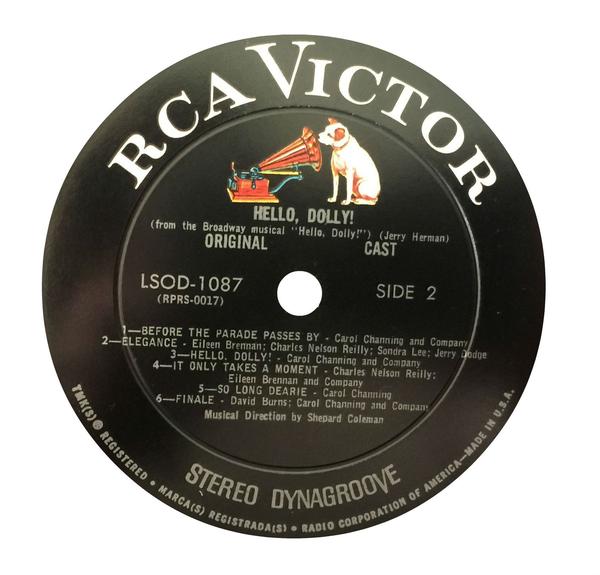 RCA VICTOR
HELLO, DOLLY!
(from the Broadway musical "Hello, Dolly!") (Jerry Herman)
ORIGINAL CAST
LSOD-1087
(RPRS-0017)
SIDE 2
1—BEFORE THE PARADE PASSES BY - Carol Channing and Company
2—ELEGANCE - Eileen Brennan; Charles Nelson Reilly; Sondra Lee; Jerry Dodge
3—HELLO, DOLLY! - Carol Channing and Company
4—IT ONLY TAKES A MOMENT - Charles Nelson Reilly;
Eileen Brennan and Company
5—SO LONG DEARIE - Carol Channing
6—FINALE - David Burns; Carol Channing and Company
Musical Direction by Shepard Coleman
STEREO DYNAGROOVE
TMK(S) ® REGISTERED • MARCA(S) REGISTRADA(S) • RADIO CORPORATION OF AMERICA—MADE IN U.S.A.